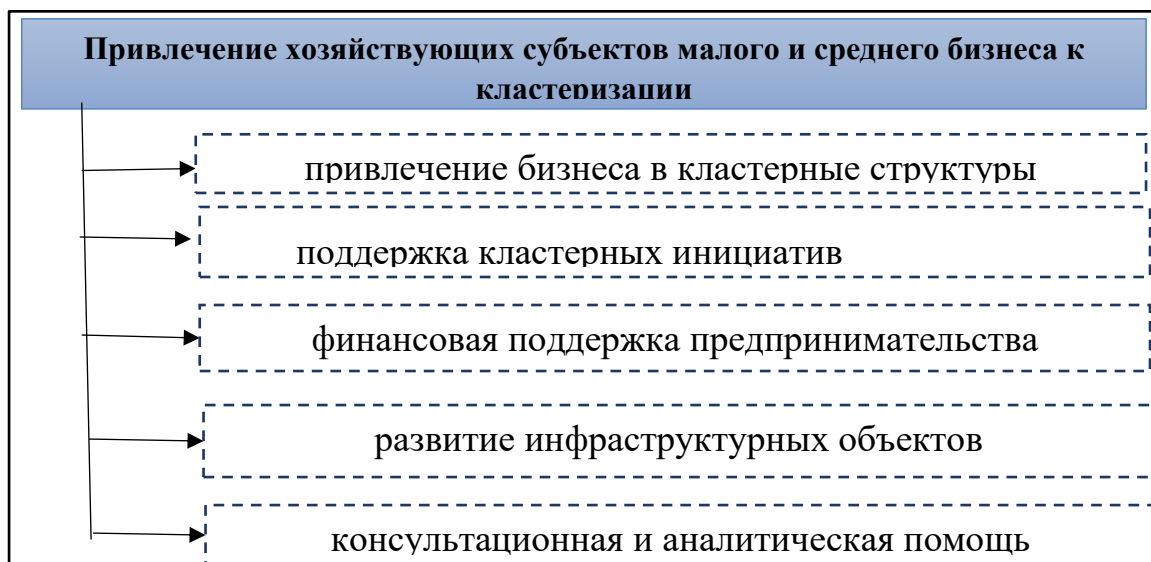 Привлечение хозяйствующих субъектов малого и среднего бизнеса к
кластеризации
привлечение бизнеса в кластерные структуры
поддержка кластерных инициатив
финансовая поддержка предпринимательства
развитие инфраструктурных объектов
консультационная и аналитическая помощь